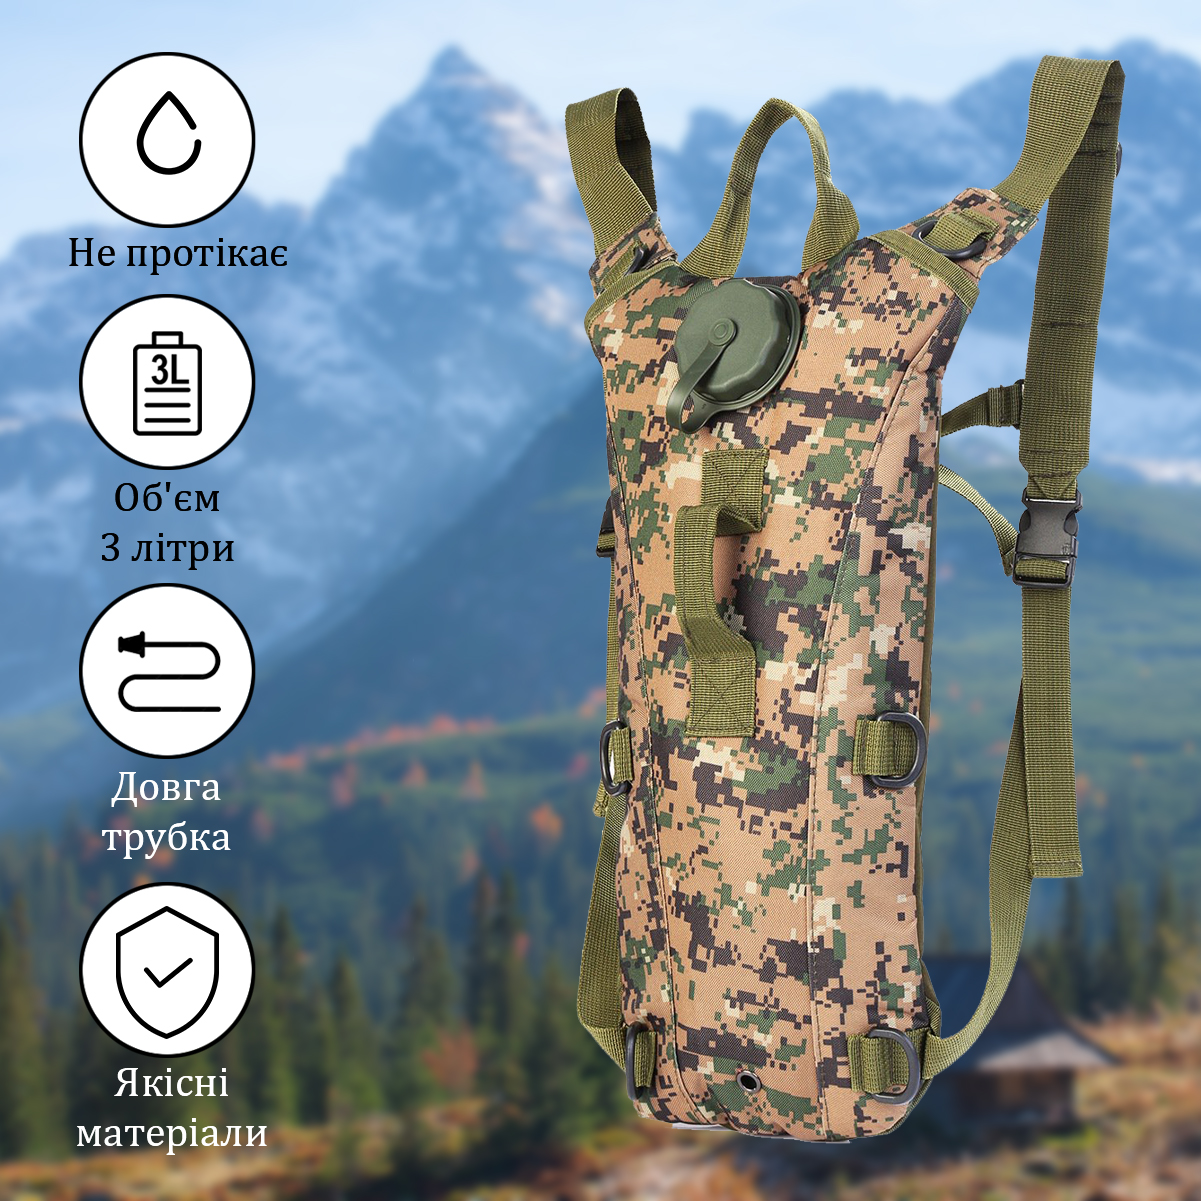 Не протікає
3L
Об'єм
3 літри
Довга
трубка
Якісні
матеріали